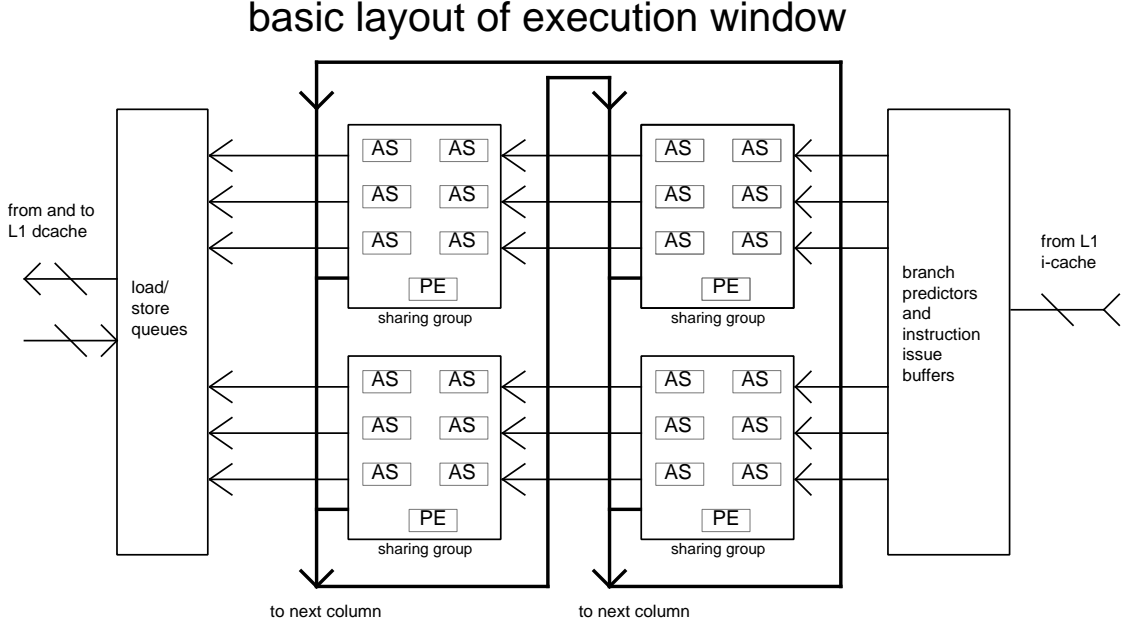 basic layout of execution window
AS AS AS AS
AS AS AS AS
from and to
L1 dcache
AS AS AS AS
from L1
i-cache
load/
store
queues
PE PE
branch
predictors
and
instruction
issue
buffers
sharing group sharing group
AS AS AS AS
AS AS AS AS
AS AS AS AS
PE PE
sharing group sharing group
to next column to next column